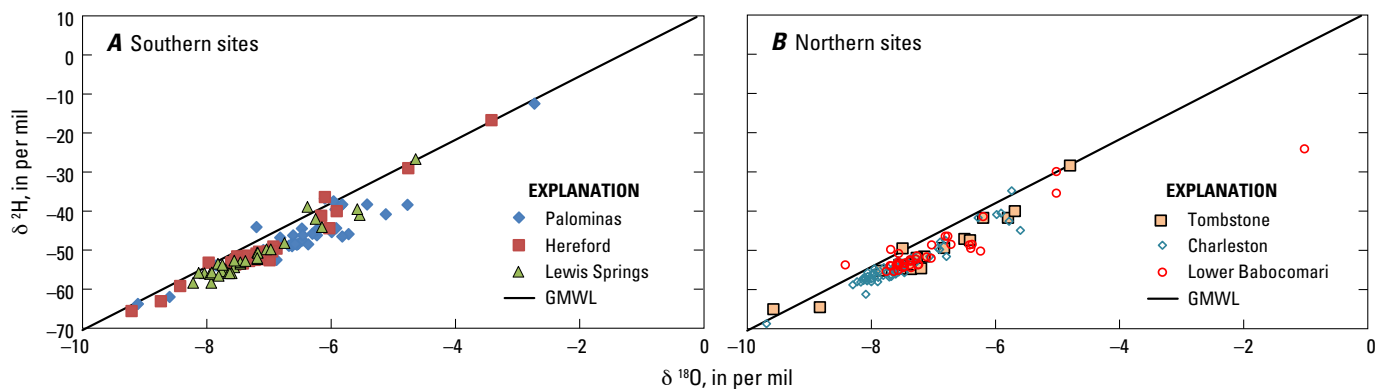 A Southern sites
10
0
–10
–20
–30
–40
–50
–60
–70
δ ²H, in per mil
EXPLANATION
Palominas
Hereford
Lewis Springs
GMWL
–10 –8 –6 –4 –2 0
B Northern sites
EXPLANATION
Tombstone
Charleston
Lower Babocomari
GMWL
–10 –8 –6 –4 –2 0
δ ¹⁸O, in per mil